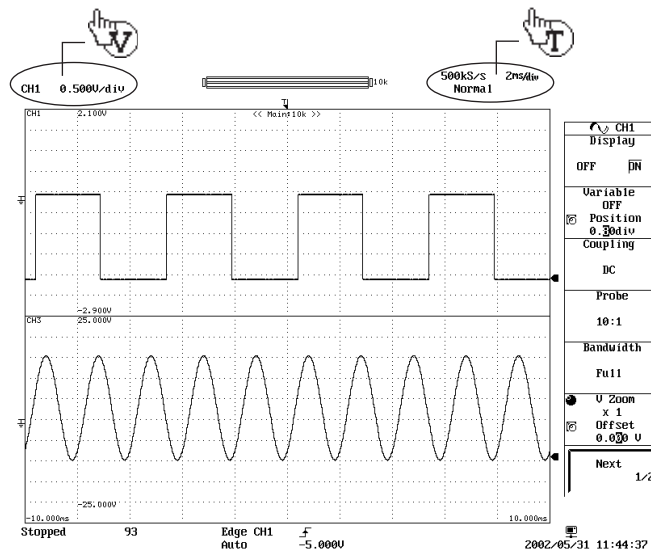 V
T
CH1 0.500V/div
10k
500kS/s 2ms/div
Normal
T
CH1 2.100V << Main:10k >>
-2.900V
CH3 25.000V
-25.000V
-10.000ms 10.000ms
Stopped 93 Edge CH1
Auto -5.000V
2002/05/31 11:44:37
CH1
Display
OFF ON
Variable
OFF
Position
0.00div
Coupling
DC
Probe
10:1
Bandwidth
Full
V Zoom
x 1
Offset
0.000 V
Next
1/2